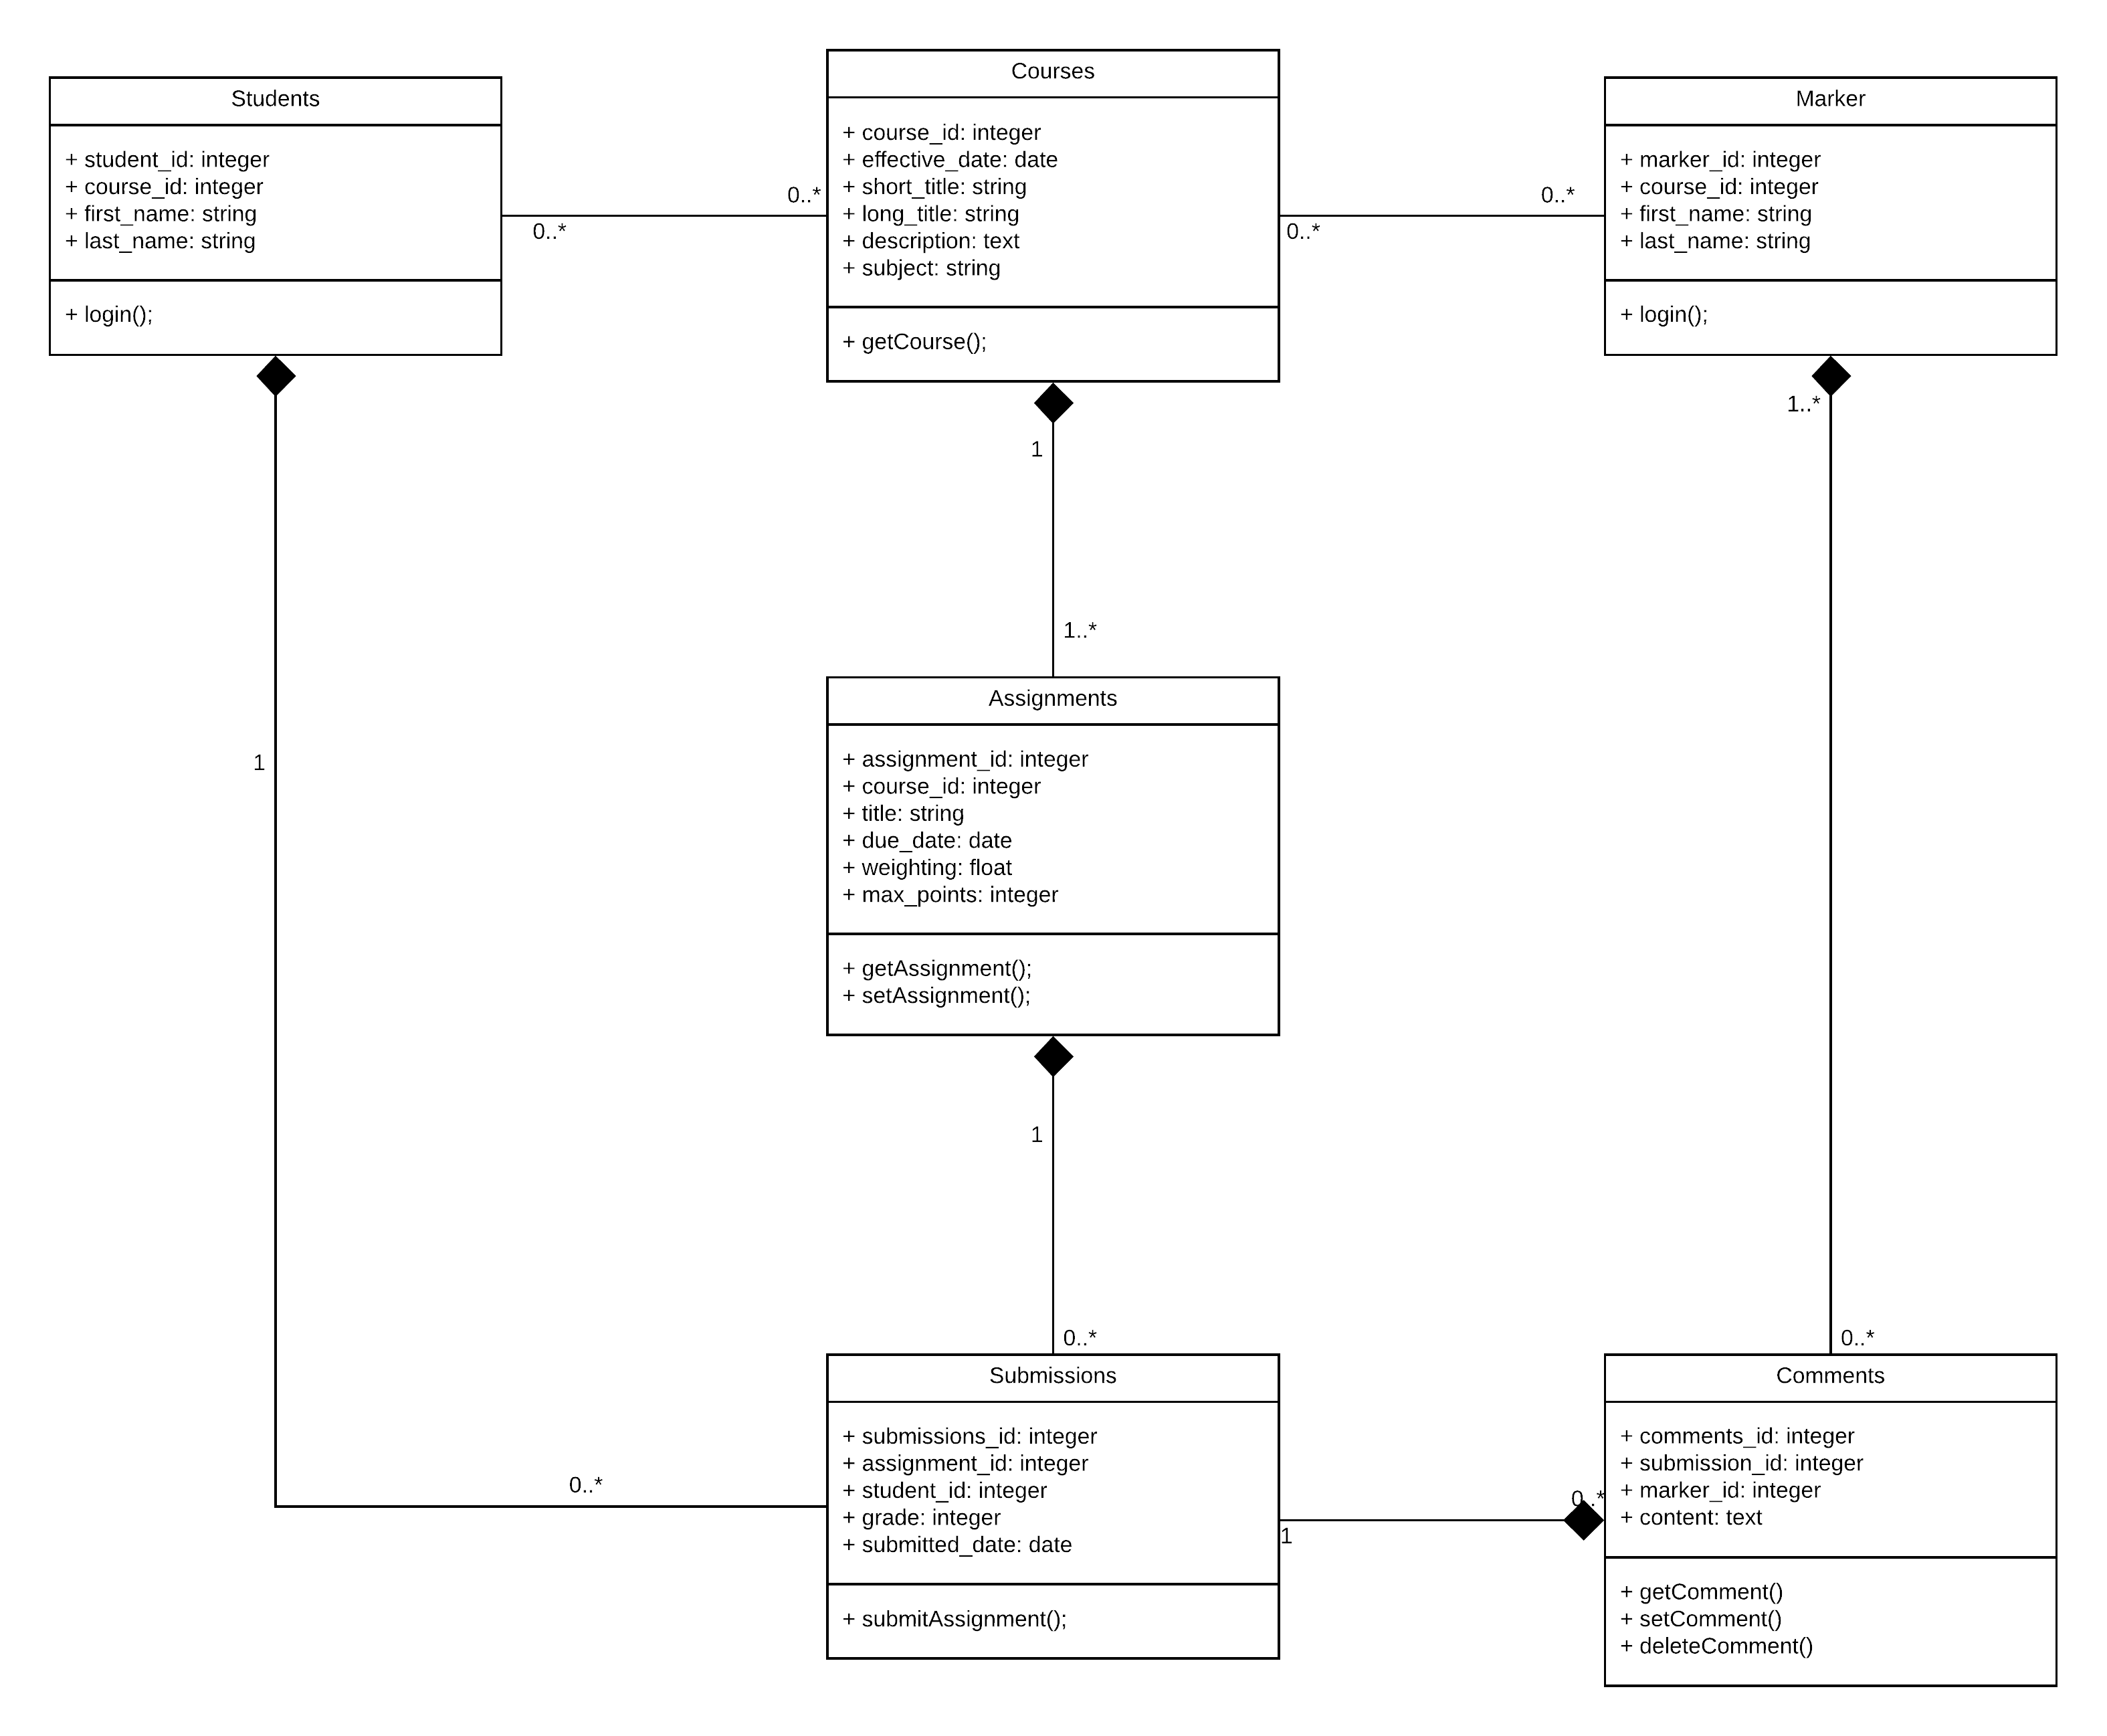 Students
+ student_id: integer
+ course_id: integer
+ first_name: string
+ last_name: string
+ login();
0..*
0..*
Courses
+ course_id: integer
+ effective_date: date
+ short_title: string
+ long_title: string
+ description: text
+ subject: string
+ getCourse();
0..*
0..*
Marker
+ marker_id: integer
+ course_id: integer
+ first_name: string
+ last_name: string
+ login();
1..*
1
1..*
1
Assignments
+ assignment_id: integer
+ course_id: integer
+ title: string
+ due_date: date
+ weighting: float
+ max_points: integer
+ getAssignment();
+ setAssignment();
1
0..*
0..*
0..*
Submissions
+ submissions_id: integer
+ assignment_id: integer
+ student_id: integer
+ grade: integer
+ submitted_date: date
+ submitAssignment();
1
0..*
Comments
+ comments_id: integer
+ submission_id: integer
+ marker_id: integer
+ content: text
+ getComment()
+ setComment()
+ deleteComment()